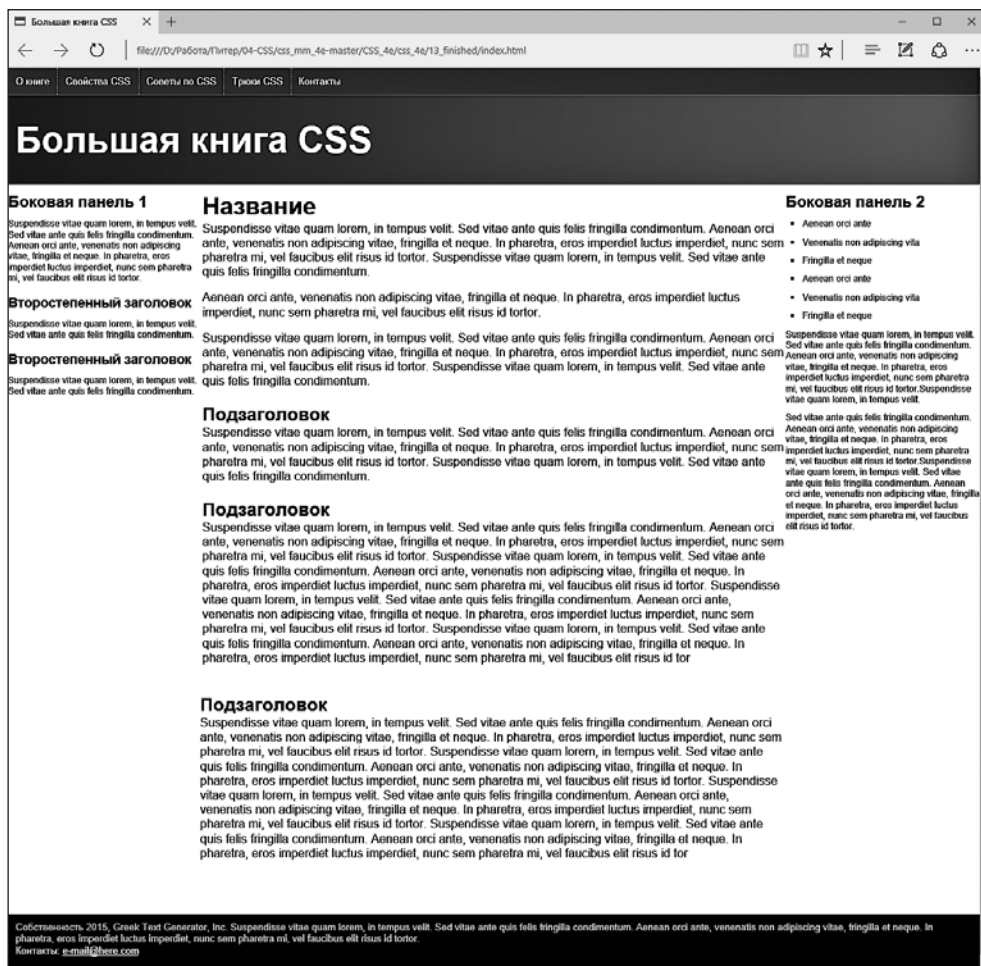 Большая книга CSS
file:///D:/Работа/Питер/04-CSS/css_mm_4e-master/CSS_4e/css_4e/13_finished/index.html
О книге Свойства CSS Советы по CSS Трюки CSS Контакты
Большая книга CSS
Боковая панель 1
Suspendisse vitae quam lorem, in tempus velit.
Sed vitae ante quis felis fringilla condimentum.
Aenean orci ante, venenatis non adipiscing
vitae, fringilla et neque. In pharetra, eros
imperdiet luctus imperdiet, nunc sem pharetra
mi, vel faucibus elit risus id tortor.
Второстепенный заголовок
Suspendisse vitae quam lorem, in tempus velit.
Sed vitae ante quis felis fringilla condimentum.
Второстепенный заголовок
Suspendisse vitae quam lorem, in tempus velit.
Sed vitae ante quis felis fringilla condimentum.
Название
Suspendisse vitae quam lorem, in tempus velit. Sed vitae ante quis felis fringilla condimentum. Aenean orci
ante, venenatis non adipiscing vitae, fringilla et neque. In pharetra, eros imperdiet luctus imperdiet, nunc sem
pharetra mi, vel faucibus elit risus id tortor. Suspendisse vitae quam lorem, in tempus velit. Sed vitae ante
quis felis fringilla condimentum.
Aenean orci ante, venenatis non adipiscing vitae, fringilla et neque. In pharetra, eros imperdiet luctus
imperdiet, nunc sem pharetra mi, vel faucibus elit risus id tortor.
Suspendisse vitae quam lorem, in tempus velit. Sed vitae ante quis felis fringilla condimentum. Aenean orci
ante, venenatis non adipiscing vitae, fringilla et neque. In pharetra, eros imperdiet luctus imperdiet, nunc sem
pharetra mi, vel faucibus elit risus id tortor. Suspendisse vitae quam lorem, in tempus velit. Sed vitae ante
quis felis fringilla condimentum.
Подзаголовок
Suspendisse vitae quam lorem, in tempus velit. Sed vitae ante quis felis fringilla condimentum. Aenean orci
ante, venenatis non adipiscing vitae, fringilla et neque. In pharetra, eros imperdiet luctus imperdiet, nunc sem
pharetra mi, vel faucibus elit risus id tortor. Suspendisse vitae quam lorem, in tempus velit. Sed vitae ante
quis felis fringilla condimentum.
Подзаголовок
Suspendisse vitae quam lorem, in tempus velit. Sed vitae ante quis felis fringilla condimentum. Aenean orci
ante, venenatis non adipiscing vitae, fringilla et neque. In pharetra, eros imperdiet luctus imperdiet, nunc sem
pharetra mi, vel faucibus elit risus id tortor. Suspendisse vitae quam lorem, in tempus velit. Sed vitae ante
quis felis fringilla condimentum. Aenean orci ante, venenatis non adipiscing vitae, fringilla et neque. In
pharetra, eros imperdiet luctus imperdiet, nunc sem pharetra mi, vel faucibus elit risus id tortor. Suspendisse
vitae quam lorem, in tempus velit. Sed vitae ante quis felis fringilla condimentum. Aenean orci ante,
venenatis non adipiscing vitae, fringilla et neque. In pharetra, eros imperdiet luctus imperdiet, nunc sem
pharetra mi, vel faucibus elit risus id tortor. Suspendisse vitae quam lorem, in tempus velit. Sed vitae ante
quis felis fringilla condimentum. Aenean orci ante, venenatis non adipiscing vitae, fringilla et neque. In
pharetra, eros imperdiet luctus imperdiet, nunc sem pharetra mi, vel faucibus elit risus id tor
Подзаголовок
Suspendisse vitae quam lorem, in tempus velit. Sed vitae ante quis felis fringilla condimentum. Aenean orci
ante, venenatis non adipiscing vitae, fringilla et neque. In pharetra, eros imperdiet luctus imperdiet, nunc sem
pharetra mi, vel faucibus elit risus id tortor. Suspendisse vitae quam lorem, in tempus velit. Sed vitae ante
quis felis fringilla condimentum. Aenean orci ante, venenatis non adipiscing vitae, fringilla et neque. In
pharetra, eros imperdiet luctus imperdiet, nunc sem pharetra mi, vel faucibus elit risus id tortor. Suspendisse
vitae quam lorem, in tempus velit. Sed vitae ante quis felis fringilla condimentum. Aenean orci ante,
venenatis non adipiscing vitae, fringilla et neque. In pharetra, eros imperdiet luctus imperdiet, nunc sem
pharetra mi, vel faucibus elit risus id tortor. Suspendisse vitae quam lorem, in tempus velit. Sed vitae ante
quis felis fringilla condimentum. Aenean orci ante, venenatis non adipiscing vitae, fringilla et neque. In
pharetra, eros imperdiet luctus imperdiet, nunc sem pharetra mi, vel faucibus elit risus id tor
Боковая панель 2
Aenean orci ante
Venenatis non adipiscing vita
Fringilla et neque
Aenean orci ante
Venenatis non adipiscing vita
Fringilla et neque
Suspendisse vitae quam lorem, in tempus velit.
Sed vitae ante quis felis fringilla condimentum.
Aenean orci ante, venenatis non adipiscing
vitae, fringilla et neque. In pharetra, eros
imperdiet luctus imperdiet, nunc sem pharetra
mi, vel faucibus elit risus id tortor.Suspendisse
vitae quam lorem, in tempus velit.
Sed vitae ante quis felis fringilla condimentum.
Aenean orci ante, venenatis non adipiscing
vitae, fringilla et neque. In pharetra, eros
imperdiet luctus imperdiet, nunc sem pharetra
mi, vel faucibus elit risus id tortor.Suspendisse
vitae quam lorem, in tempus velit. Sed vitae
ante quis felis fringilla condimentum. Aenean
orci ante, venenatis non adipiscing vitae, fringilla
et neque. In pharetra, eros imperdiet luctus
imperdiet, nunc sem pharetra mi, vel faucibus
elit risus id tortor.
Собственность 2015, Greek Text Generator, Inc. Suspendisse vitae quam lorem, in tempus velit. Sed vitae ante quis felis fringilla condimentum. Aenean orci ante, venenatis non adipiscing vitae, fringilla et neque. In
pharetra, eros imperdiet luctus imperdiet, nunc sem pharetra mi, vel faucibus elit risus id tortor.
Контакты: e-mail@here.com